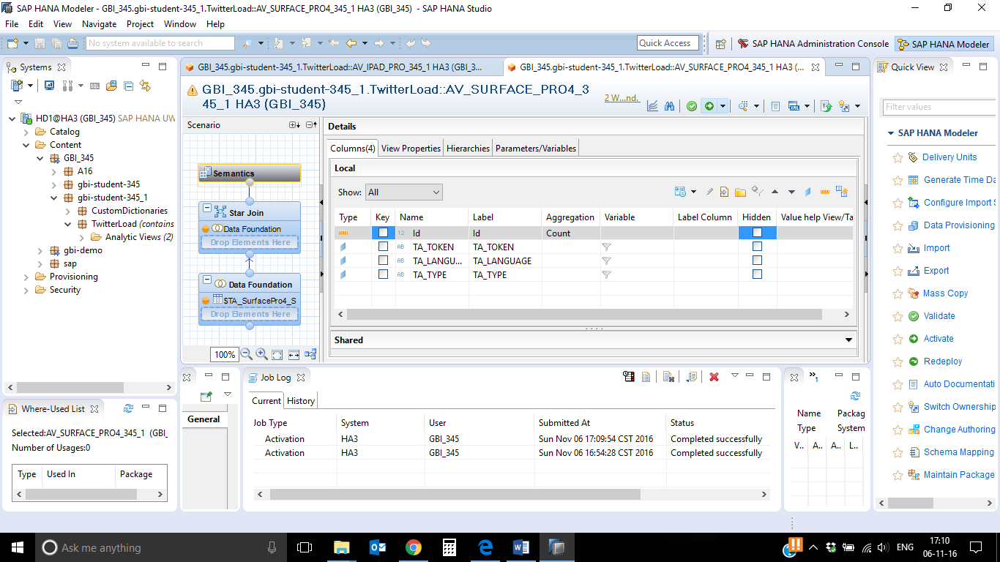 SAP HANA Modeler - GBI_345.gbi-student-345_1.TwitterLoad::AV_SURFACE_PRO4_345_1 HA3 (GBI_345) - SAP HANA Studio
File Edit View Navigate Project Window Help
No system available to search
Quick Access
SAP HANA Administration Console
SAP HANA Modeler
Systems
HD1@HA3 (GBI_345) SAP HANA UW
Catalog
Content
GBI_345
A16
gbi-student-345
gbi-student-345_1
CustomDictionaries
TwitterLoad (contains
Analytic Views (2)
gbi-demo
sap
Provisioning
Security
Where-Used List
Selected:AV_SURFACE_PRO4_345_1 (GBI_
Number of Usages:0
Type Used In Package
GBI_345.gbi-student-345_1.TwitterLoad::AV_IPAD_PRO_345_1 HA3 (GBI_3...
GBI_345.gbi-student-345_1.TwitterLoad::AV_SURFACE_PRO4_345_1 HA3 (...
GBI_345.gbi-student-345_1.TwitterLoad::AV_SURFACE_PRO4_3
45_1 HA3 (GBI_345)
2 W...nd.
Scenario
Semantics
Star Join
Data Foundation
Drop Elements Here
Data Foundation
$TA_SurfacePro4_S
Drop Elements Here
100%
Details
Columns(4) View Properties Hierarchies Parameters/Variables
Local
Show: All
Type Key Name Label Aggregation Variable Label Column Hidden Value help View/Ta
12 Id Id Count
AB TA_TOKEN TA_TOKEN
AB TA_LANGU... TA_LANGUAGE
AB TA_TYPE TA_TYPE
Shared
General
Job Log
Current History
Job Type System User Submitted At Status
Activation HA3 GBI_345 Sun Nov 06 17:09:54 CST 2016 Completed successfully
Activation HA3 GBI_345 Sun Nov 06 16:54:28 CST 2016 Completed successfully
»1
Name Packag
Type System
V.. A.. A.. L..
Quick View
Filter values
SAP HANA Modeler
Delivery Units
Generate Time Da
Configure Import S
Data Provisioning
Import
Export
Mass Copy
Validate
Activate
Redeploy
Auto Documentati
Switch Ownership
Change Authoring
Schema Mapping
Maintain Package
Ask me anything
ENG
17:10
06-11-16